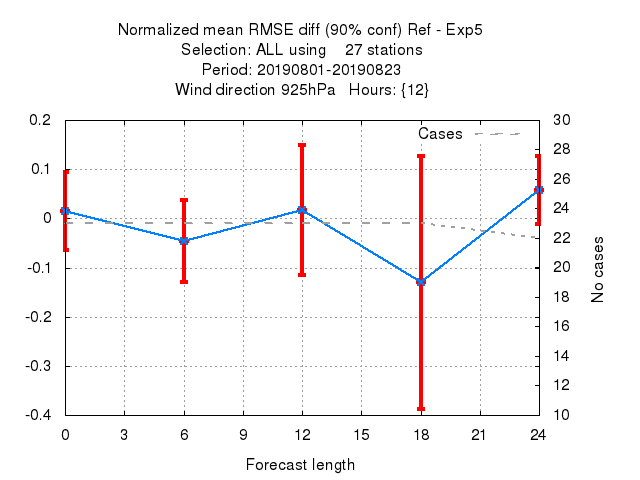 Normalized mean RMSE diff (90% conf) Ref - Exp5
Selection: ALL using    27 stations
Period: 20190801-20190823
Wind direction 925hPa   Hours: {12}
Cases
0.2
0.1
0
-0.1
-0.2
-0.3
-0.4
30
28
26
25
24
22
20
18
16
14
12
10
No cases
0 3 6 9 12 15 18 21 24
Forecast length